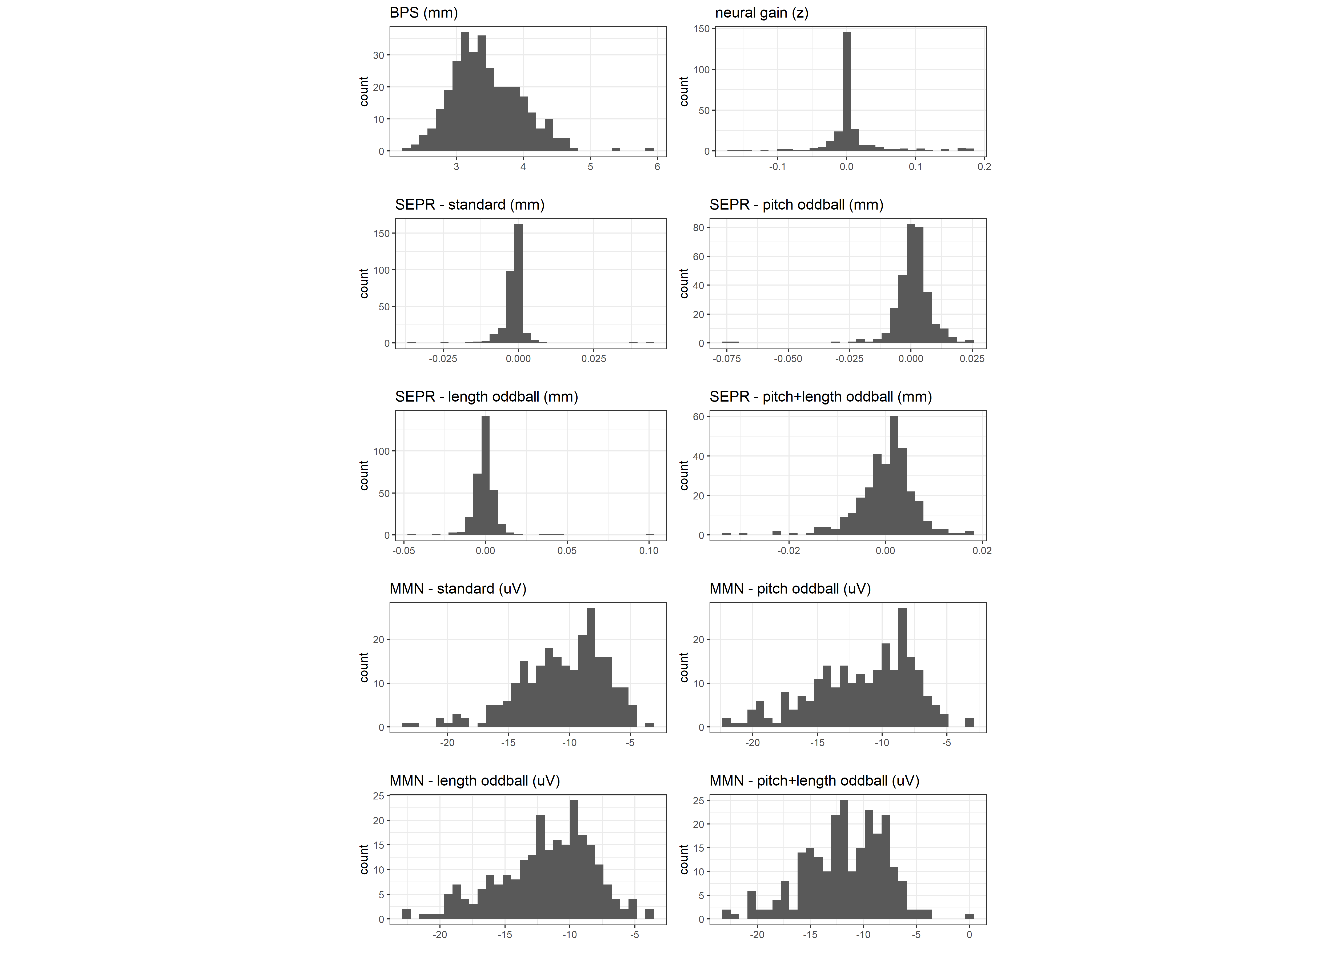 BPS (mm)
count
30
20
10
0
3 4 5 6
neural gain (z)
count
150
100
50
0
-0.1 0.0 0.1 0.2
SEPR - standard (mm)
count
150
100
50
0
-0.025 0.000 0.025
SEPR - pitch oddball (mm)
count
80
60
40
20
0
-0.075 -0.050 -0.025 0.000 0.025
SEPR - length oddball (mm)
count
100
50
0
-0.05 0.00 0.05 0.10
SEPR - pitch+length oddball (mm)
count
60
40
20
0
-0.02 0.00 0.02
MMN - standard (uV)
count
20
10
0
-20 -15 -10 -5
MMN - pitch oddball (uV)
count
20
10
0
-20 -15 -10 -5
MMN - length oddball (uV)
count
25
20
15
10
5
0
-20 -15 -10 -5
MMN - pitch+length oddball (uV)
count
25
20
15
10
5
0
-20 -15 -10 -5 0